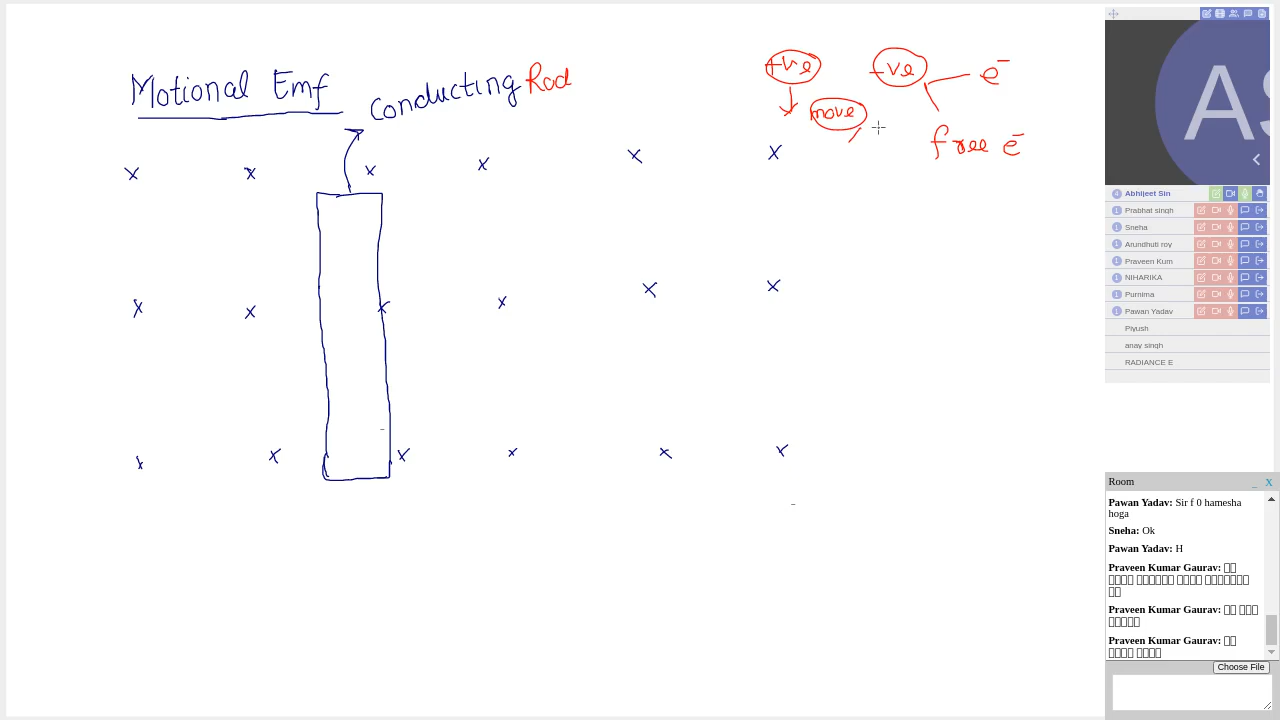 Motional Emf
conducting Rod
+ve
-ve
e-
move
free e-
x x x x x x
x x x x x x
x x x x x x
AS
Abhijeet Sin
Prabhat singh
Sneha
Arundhuti roy
Praveen Kum
NIHARIKA
Purnima
Pawan Yadav
Piyush
anay singh
RADIANCE E
Room
_ X
Pawan Yadav: Sir f 0 hamesha
hoga
Sneha: Ok
Pawan Yadav: H
Praveen Kumar Gaurav:
Praveen Kumar Gaurav:
Praveen Kumar Gaurav:
Choose File